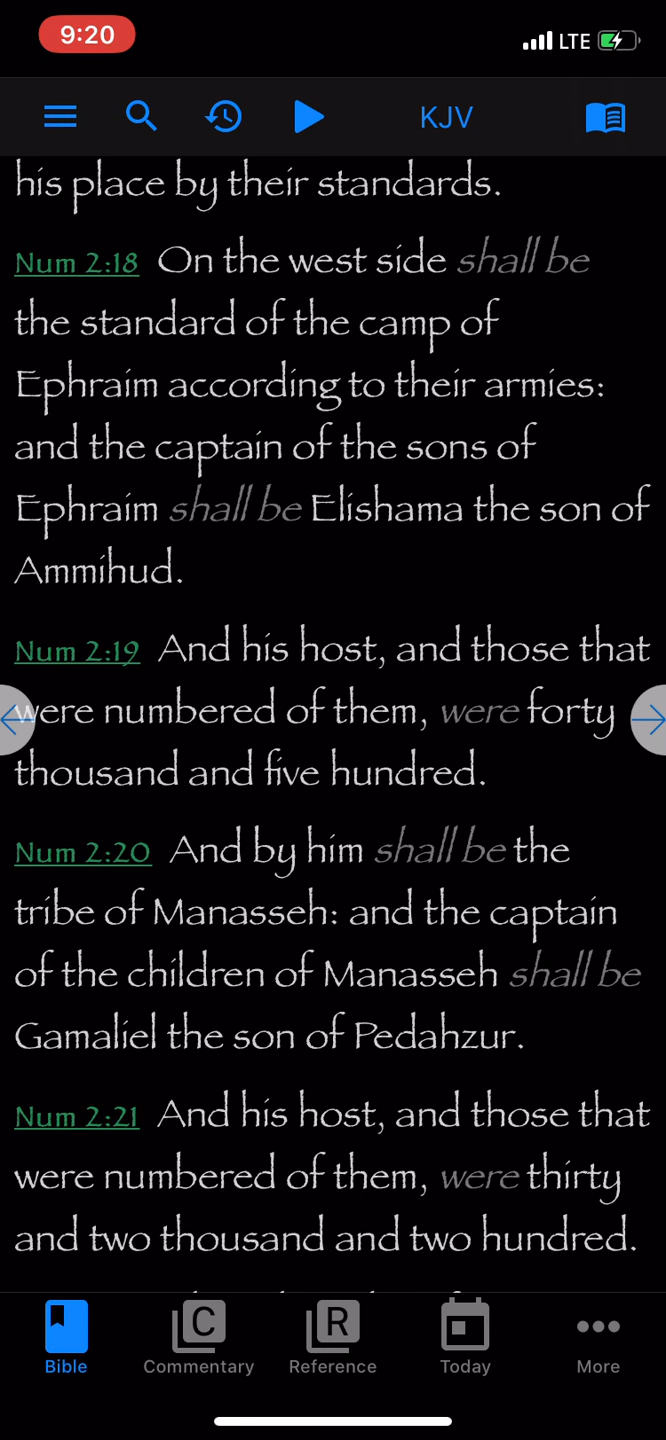 9:20
LTE
KJV
his place by their standards.
Num 2:18 On the west side shall be
the standard of the camp of
Ephraim according to their armies:
and the captain of the sons of
Ephraim shall be Elishama the son of
Ammihud.
Num 2:19 And his host, and those that
were numbered of them, were forty
thousand and five hundred.
Num 2:20 And by him shall be the
tribe of Manasseh: and the captain
of the children of Manasseh shall be
Gamaliel the son of Pedahzur.
Num 2:21 And his host, and those that
were numbered of them, were thirty
and two thousand and two hundred.
C
R
Bible
Commentary
Reference
Today
More